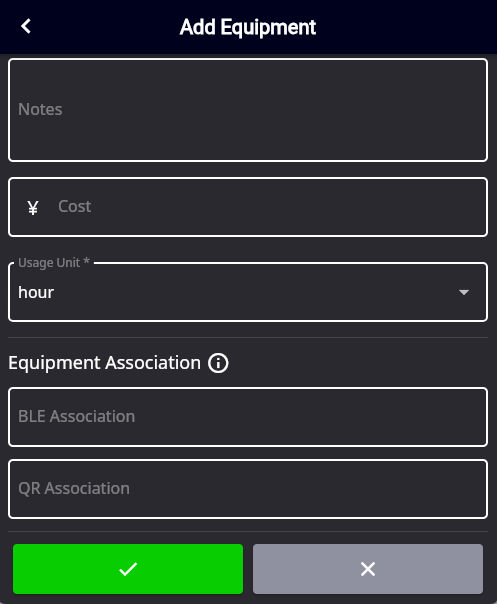 Add Equipment
Notes
¥ Cost
Usage Unit *
hour
Equipment Association
BLE Association
QR Association